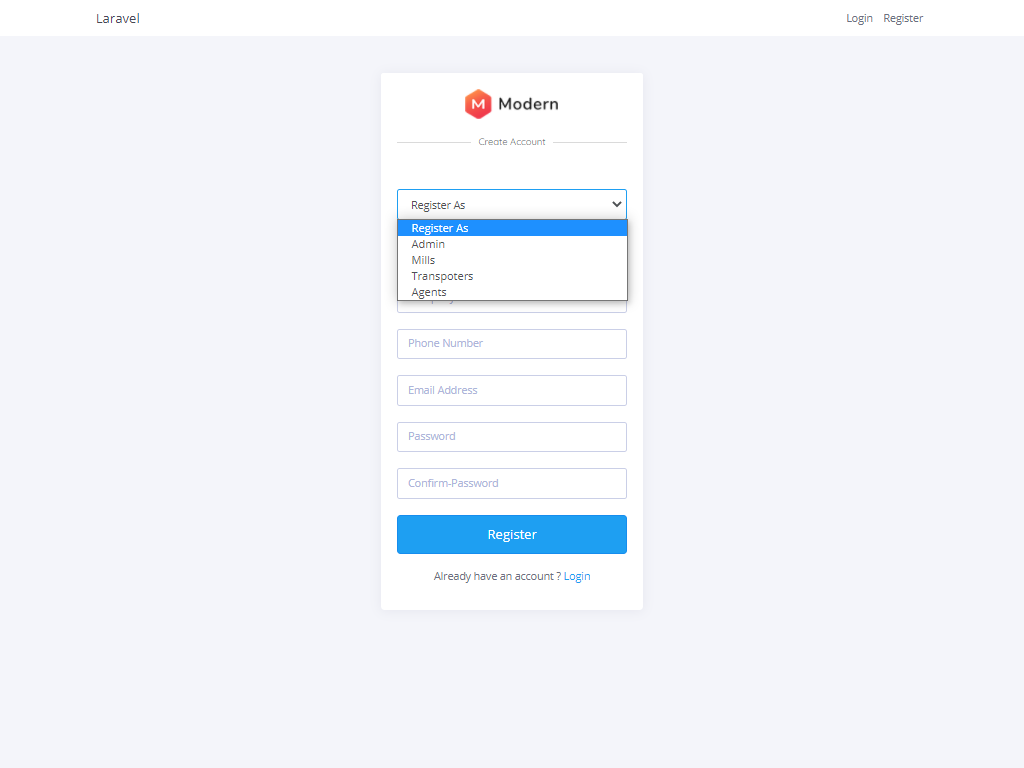 Laravel
Login Register
M Modern
Create Account
Register As
Register As
Admin
Mills
Transpoters
Agents
Phone Number
Email Address
Password
Confirm-Password
Register
Already have an account ? Login